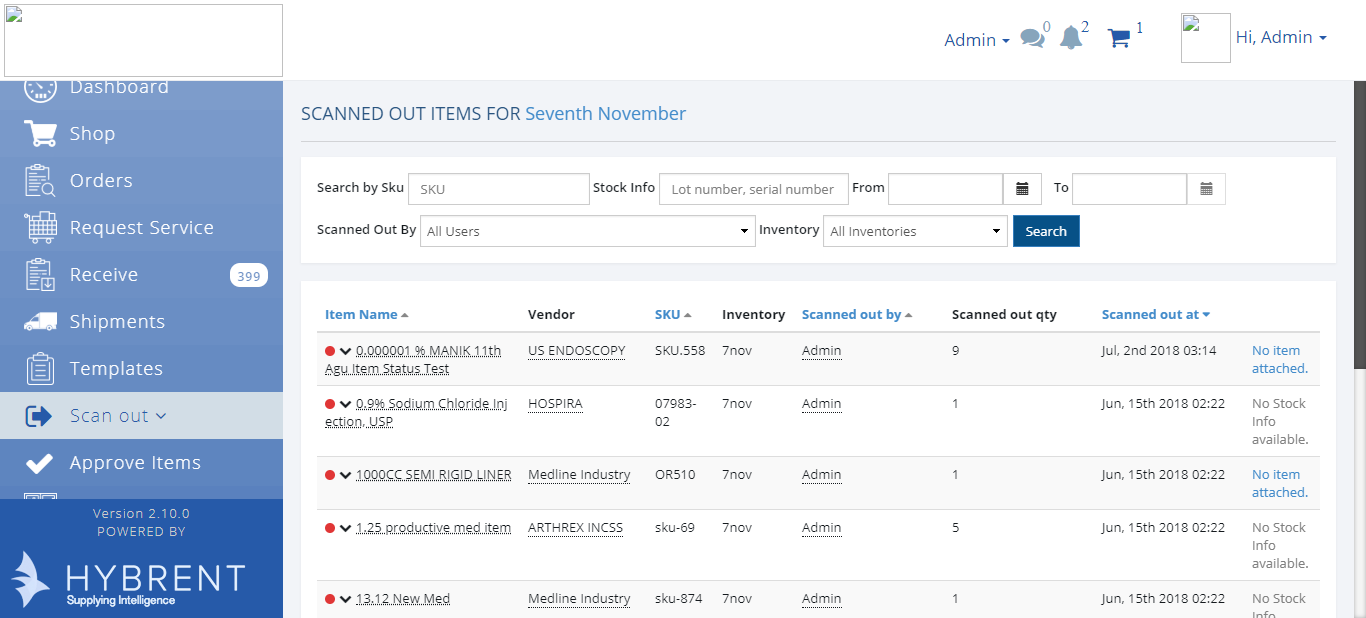 Admin 0 2 1 Hi, Admin
Dashboard
Shop
Orders
Request Service
Receive 399
Shipments
Templates
Scan out
Approve Items
Version 2.10.0
POWERED BY
HYBRENT
Supplying Intelligence
SCANNED OUT ITEMS FOR Seventh November
Search by Sku SKU Stock Info Lot number, serial number From To
Scanned Out By All Users Inventory All Inventories Search
Item Name Vendor SKU Inventory Scanned out by Scanned out qty Scanned out at
0.000001 % MANIK 11th US ENDOSCOPY SKU.558 7nov Admin 9 Jul, 2nd 2018 03:14 No item
Agu Item Status Test attached.
0.9% Sodium Chloride Inj HOSPIRA 07983- 7nov Admin 1 Jun, 15th 2018 02:22 No Stock
ection, USP 02 Info
available.
1000CC SEMI RIGID LINER Medline Industry OR510 7nov Admin 1 Jun, 15th 2018 02:22 No item
attached.
1.25 productive med item ARTHREX INCSS sku-69 7nov Admin 5 Jun, 15th 2018 02:22 No Stock
Info
available.
13.12 New Med Medline Industry sku-874 7nov Admin 1 Jun, 15th 2018 02:22 No Stock
Info